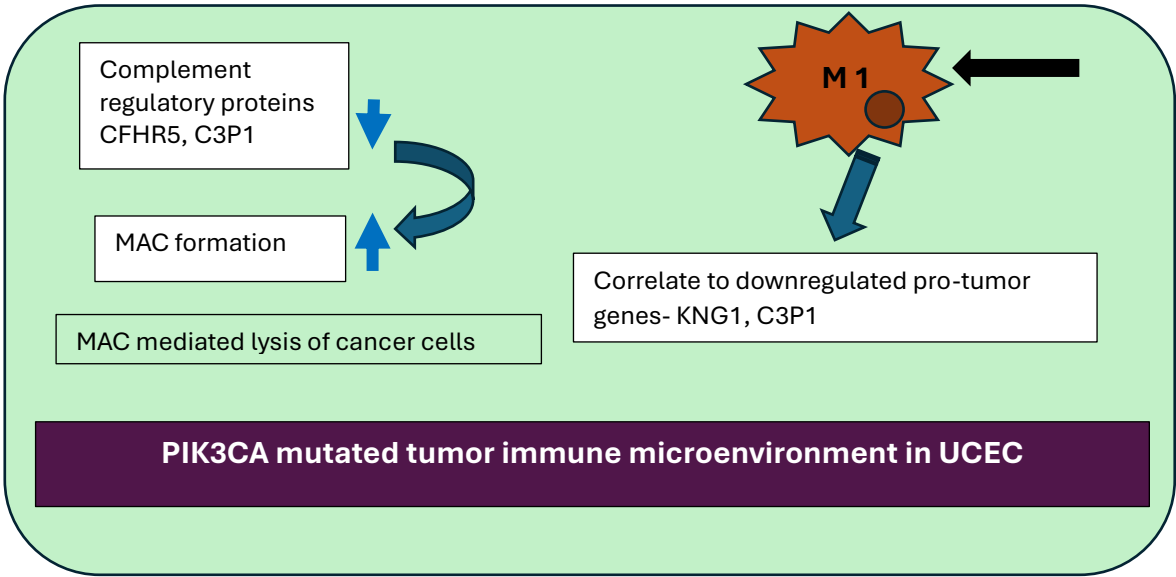 Complement
regulatory proteins
CFHR5, C3P1
MAC formation
MAC mediated lysis of cancer cells
M 1
Correlate to downregulated pro-tumor
genes- KNG1, C3P1
PIK3CA mutated tumor immune microenvironment in UCEC